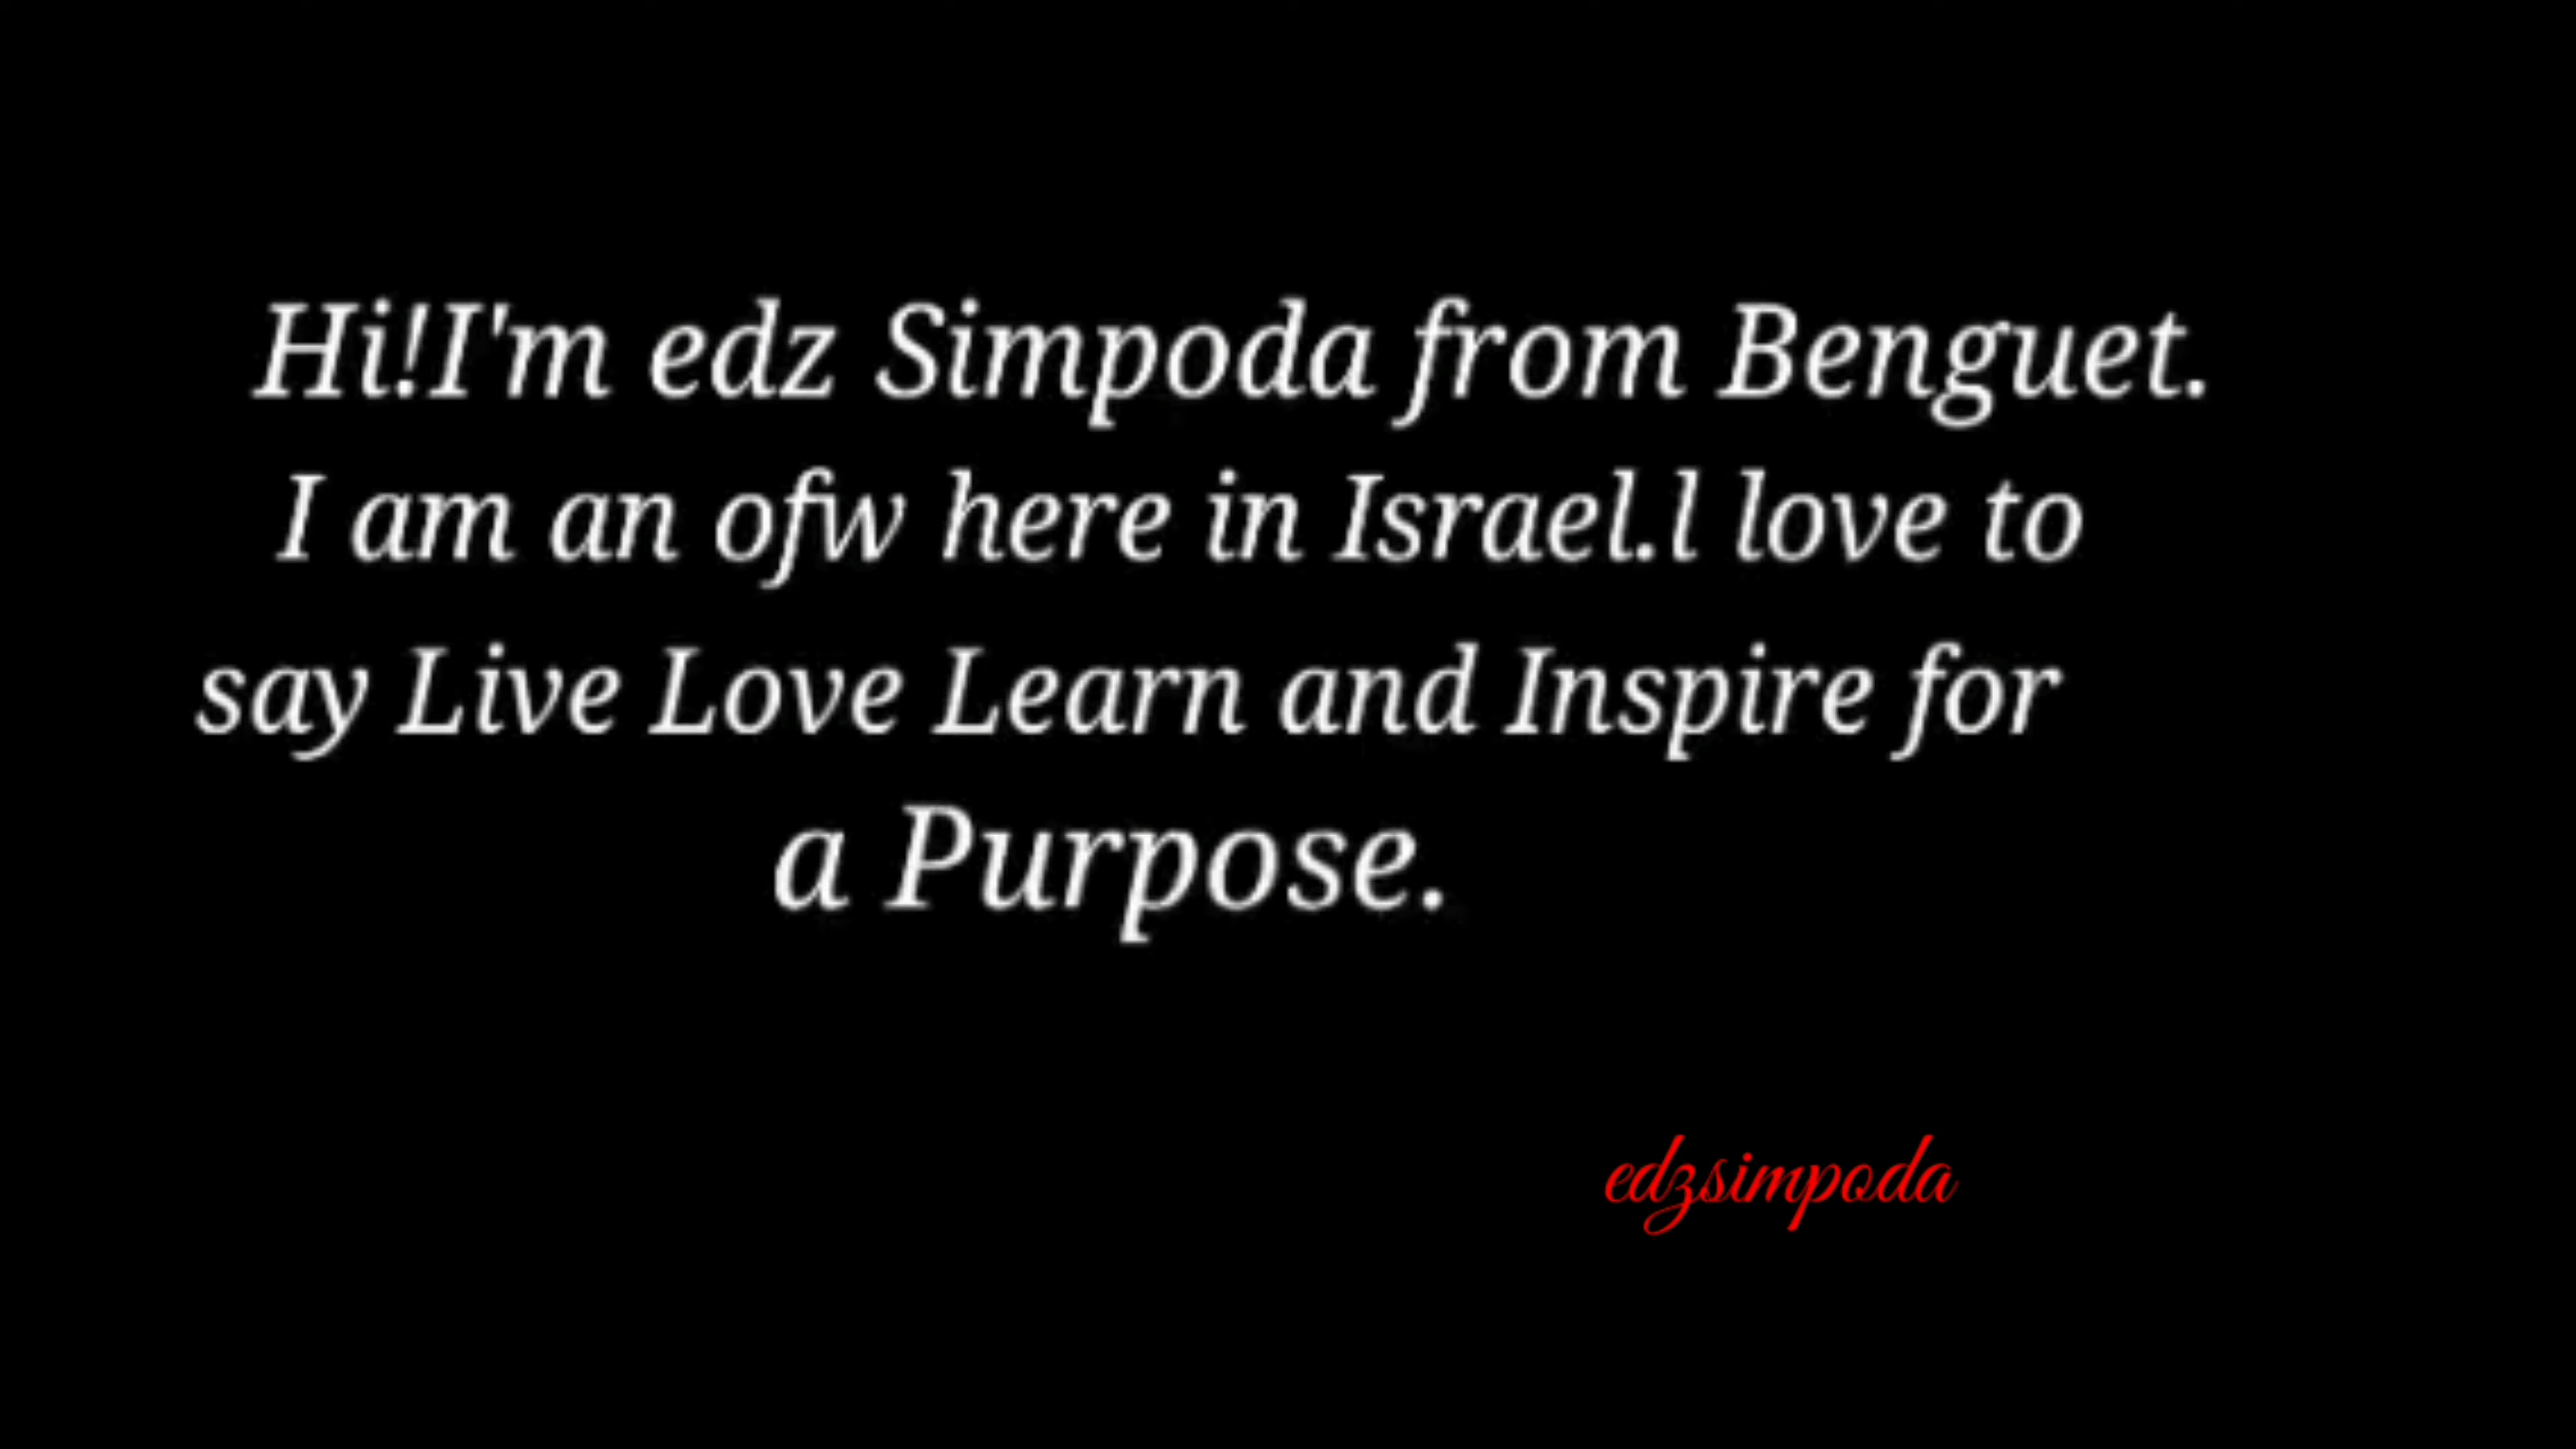 Hi!I'm edz Simpoda from Benguet.
I am an ofw here in Israel.l love to
say Live Love Learn and Inspire for
a Purpose.
edzsimpoda